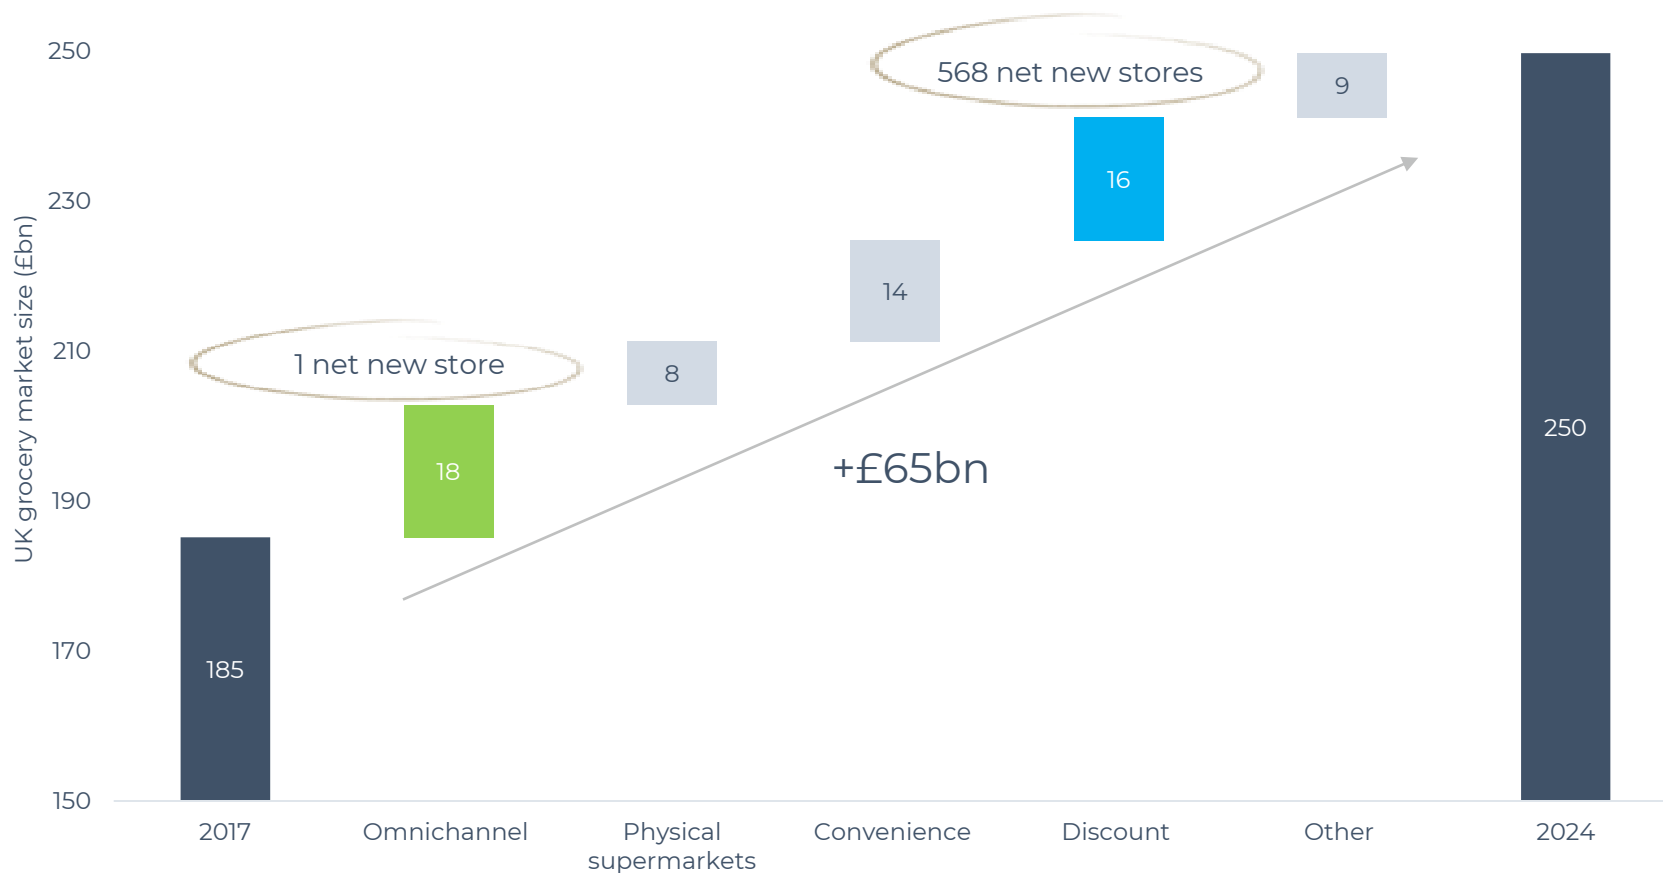 568 net new stores
1 net new store
UK grocery market size (£bn)
250
230
210
190
170
150
185
18
8
14
16
9
250
+£65bn
2017
Omnichannel
Physical
supermarkets
Convenience
Discount
Other
2024